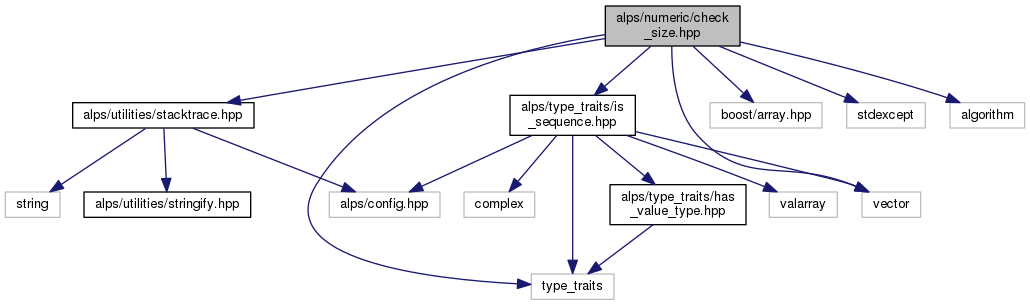 alps/numeric/check
_size.hpp
alps/utilities/stacktrace.hpp
alps/type_traits/is
_sequence.hpp
boost/array.hpp
stdexcept
algorithm
string
alps/utilities/stringify.hpp
alps/config.hpp
complex
alps/type_traits/has
_value_type.hpp
valarray
vector
type_traits